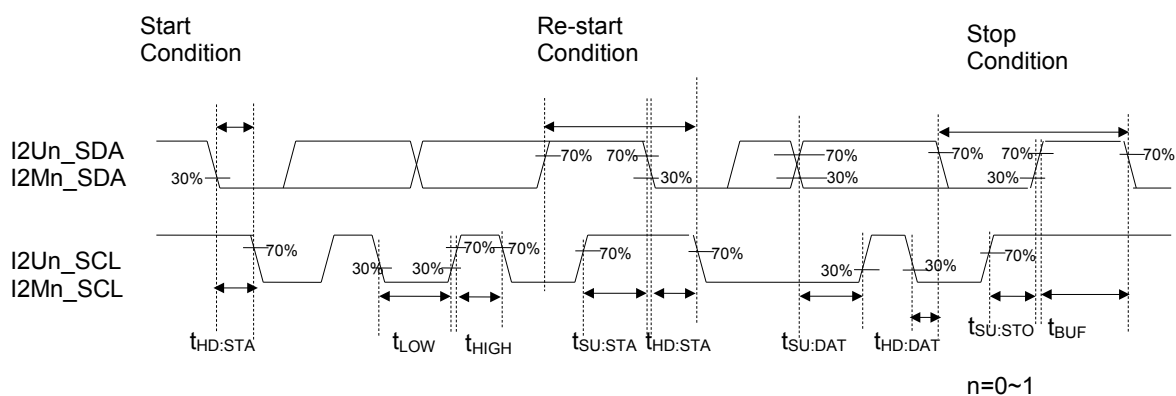 Start
Condition
Re-start
Condition
Stop
Condition
I2Un_SDA
I2Mn_SDA
30%
70%
70%
30%
70%
30%
70%
70%
30%
70%
I2Un_SCL
I2Mn_SCL
70%
30%
30%
70%
70%
70%
70%
30%
30%
70%
tHD:STA
tLOW
tHIGH
tSU:STA
tHD:STA
tSU:DAT
tHD:DAT
tSU:STO
tBUF
n=0~1